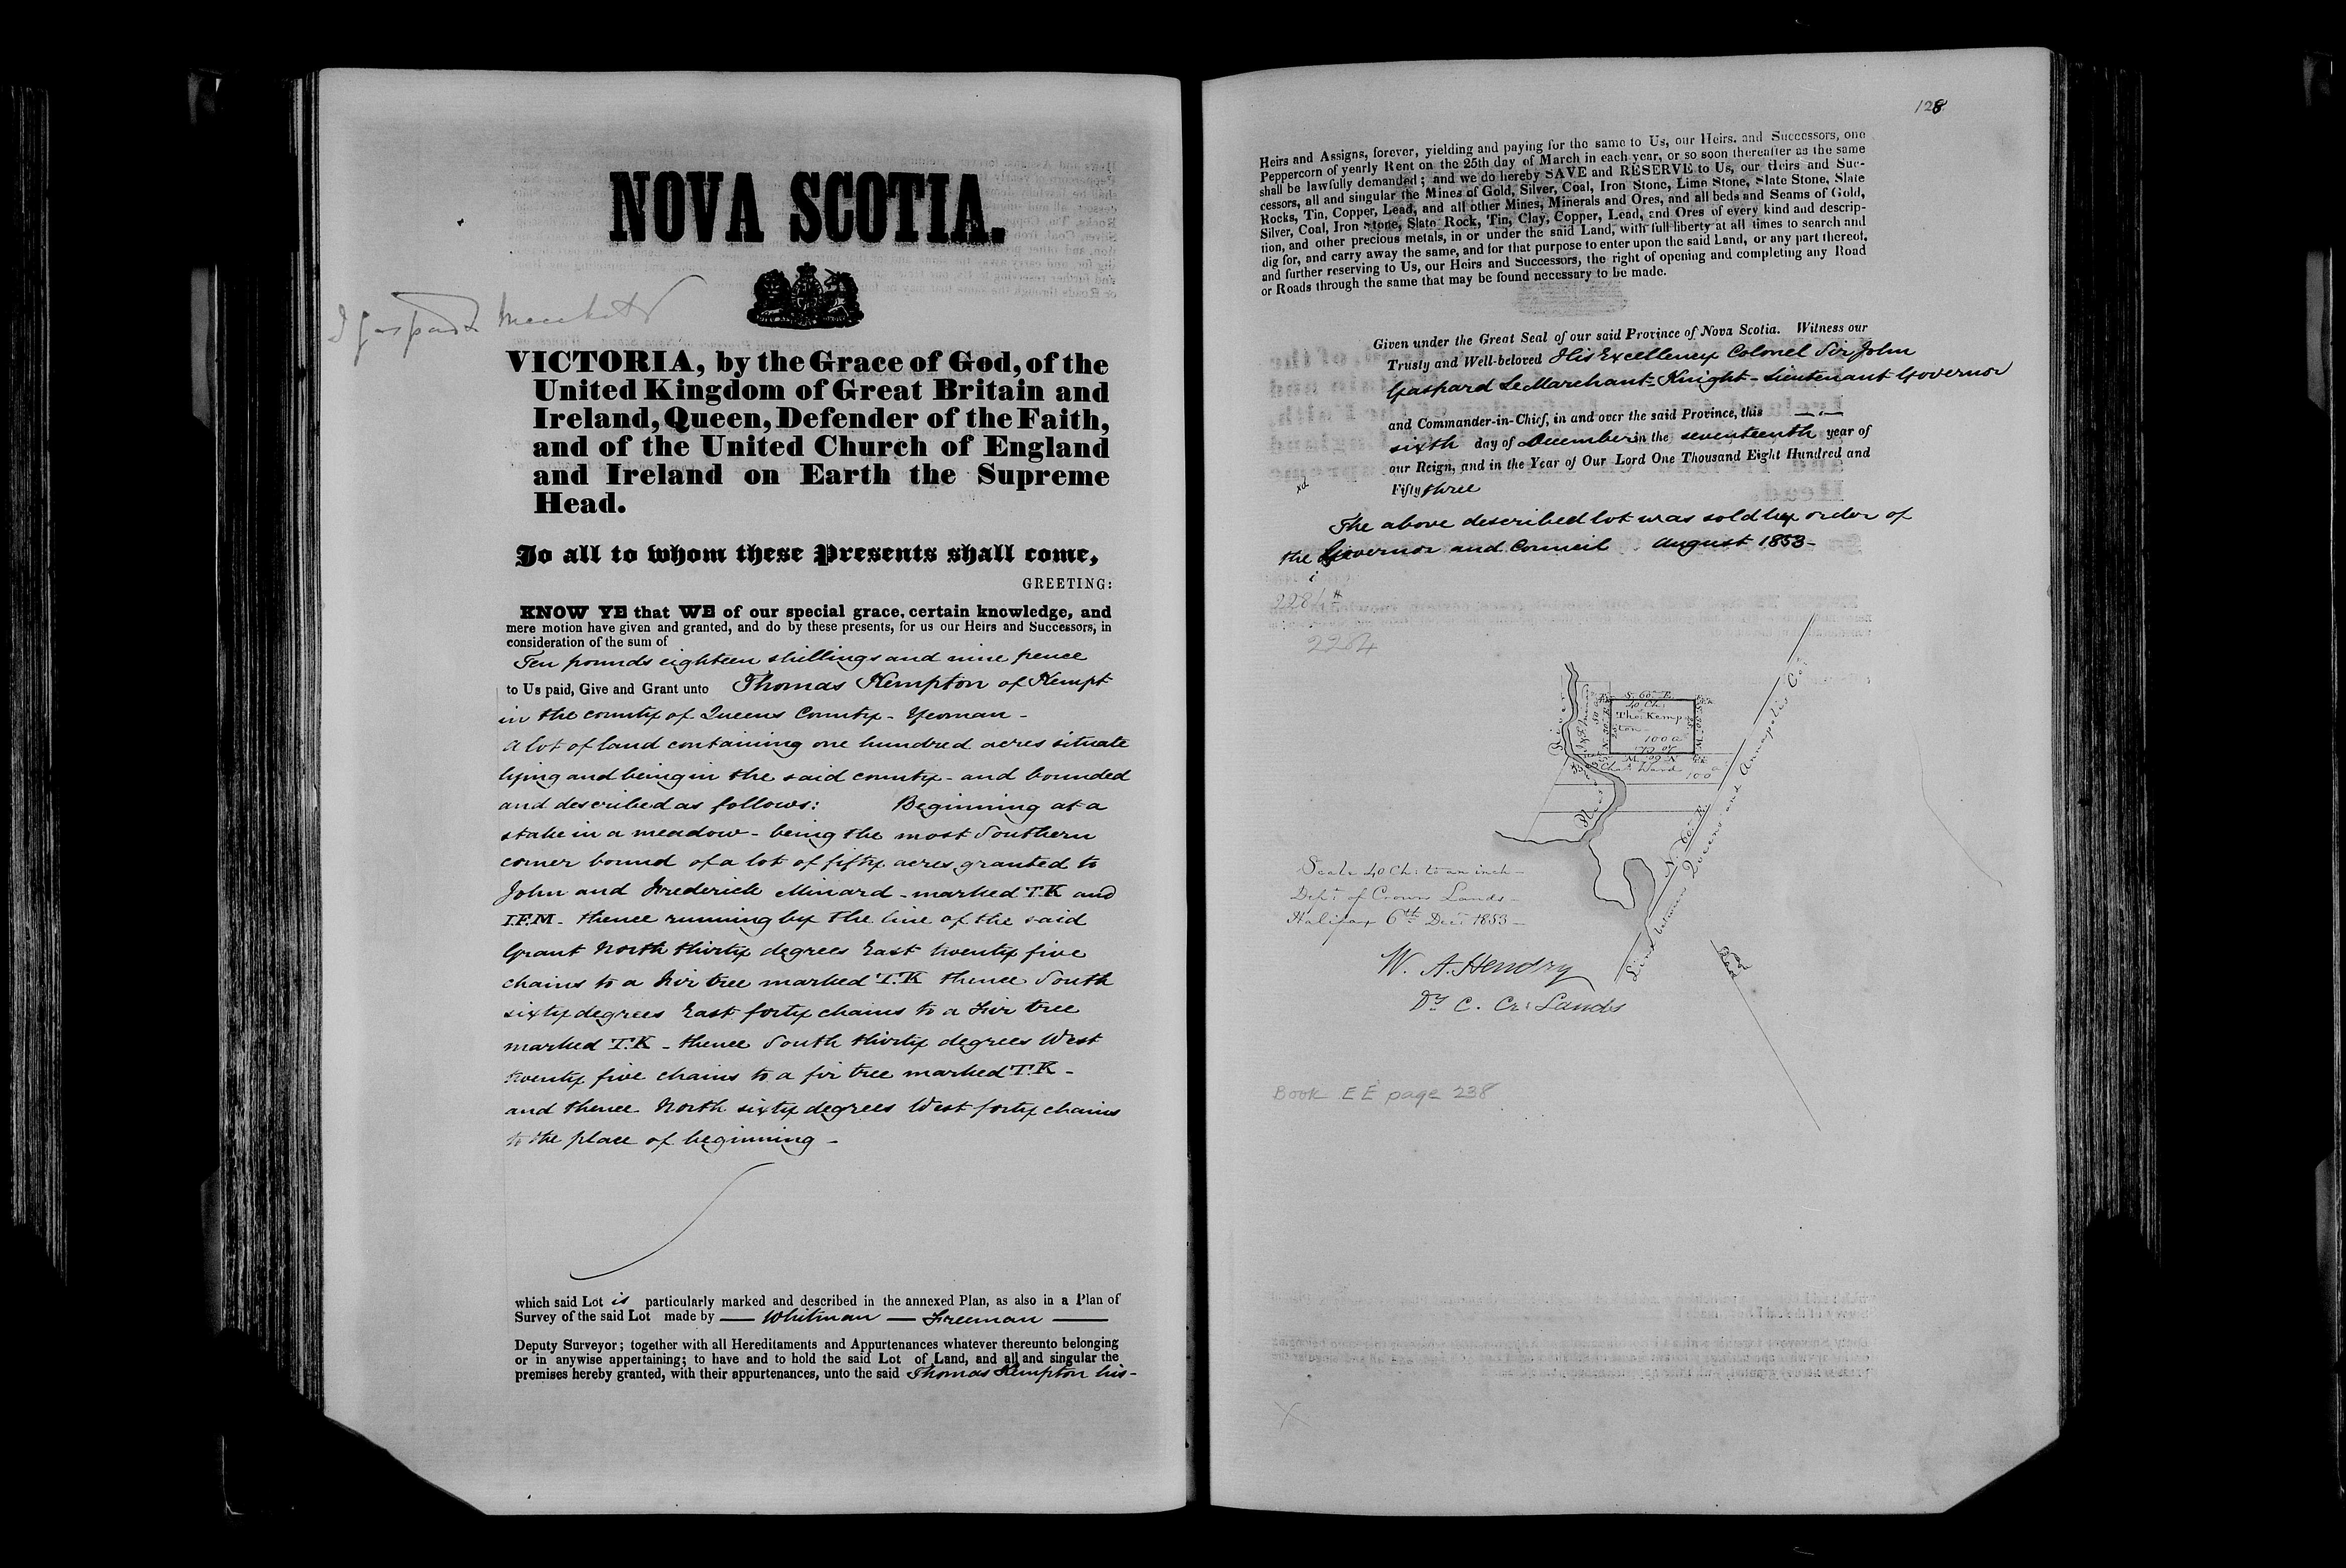 NOVA SCOTIA.
VICTORIA, by the Grace of God, of the
United Kingdom of Great Britain and
Ireland, Queen, Defender of the Faith,
and of the United Church of England
and Ireland on Earth the Supreme
Head.
To all to whom these Presents shall come,
GREETING:
KNOW YE that WE of our special grace, certain knowledge, and
mere motion have given and granted, and do by these presents, for us our Heirs and Successors, in
consideration of the sum of
Ten pounds eighteen shillings and nine pence
to Us paid, Give and Grant unto Thomas Kempton of Kempt
in the county of Queens County - Yeoman -
A lot of land containing one hundred acres situate
lying and being in the said county - and bounded
and described as follows: Beginning at a
stake in a meadow - being the most Southern
corner bound of a lot of fifty acres granted to
John and Frederick Minard - marked T.K and
I.F.M - thence running by the line of the said
Grant North thirty degrees East twenty five
chains to a Fir tree marked T.K thence South
sixty degrees East forty chains to a Fir tree
marked T.K - thence South thirty degrees West
twenty five chains to a fir tree marked T.K -
and thence North sixty degrees West forty chains
to the place of beginning -
which said Lot is particularly marked and described in the annexed Plan, as also in a Plan of
Survey of the said Lot made by — Whitman — Freeman —
Deputy Surveyor; together with all Hereditaments and Appurtenances whatever thereunto belonging
or in anywise appertaining; to have and to hold the said Lot of Land, and all and singular the
premises hereby granted, with their appurtenances, unto the said Thomas Kempton his -
128
Heirs and Assigns, forever, yielding and paying for the same to Us, our Heirs. and Successors, one
Peppercorn of yearly Rent on the 25th day of March in each year, or so soon thereafter as the same
shall be lawfully demanded; and we do hereby SAVE and RESERVE to Us, our Heirs and Suc-
cessors, all and singular the Mines of Gold, Silver, Coal, Iron Stone, Lime Stone, Slate Stone, Slate
Rocks, Tin, Copper, Lead, and all other Mines, Minerals and Ores, and all beds and Seams of Gold,
Silver, Coal, Iron Stone, Slate Rock, Tin, Clay, Copper, Lead, and Ores of every kind and descrip-
tion, and other precious metals, in or under the said Land, with full liberty at all times to search and
dig for, and carry away the same, and for that purpose to enter upon the said Land, or any part thereof,
and further reserving to Us, our Heirs and Successors, the right of opening and completing any Road
or Roads through the same that may be found necessary to be made.
Given under the Great Seal of our said Province of Nova Scotia. Witness our
Trusty and Well-beloved His Excellency Colonel Sir John
Gaspard Le Marchant - Knight - Lieutenant Governor
and Commander-in-Chief, in and over the said Province, this — . —
sixth day of December in the seventeenth year of
our Reign, and in the Year of Our Lord One Thousand Eight Hundred and
Fifty three
The above described lot was sold by order of
the Governor and Council . August 1853 -
2284
2284
River
S. 60. E.
40 Ch:
Tho: Kemp
ton
100 a
N 60 W
Chas Ward
100 a
N. 60. E.
Line between Queens and Annapolis Cos.
Scale 40 Ch: to an inch -
Dept of Crown Lands -
Halifax 6th Dec. 1853 -
W. A. Hendry
Dy C. Cr: Lands
Book EE page 238